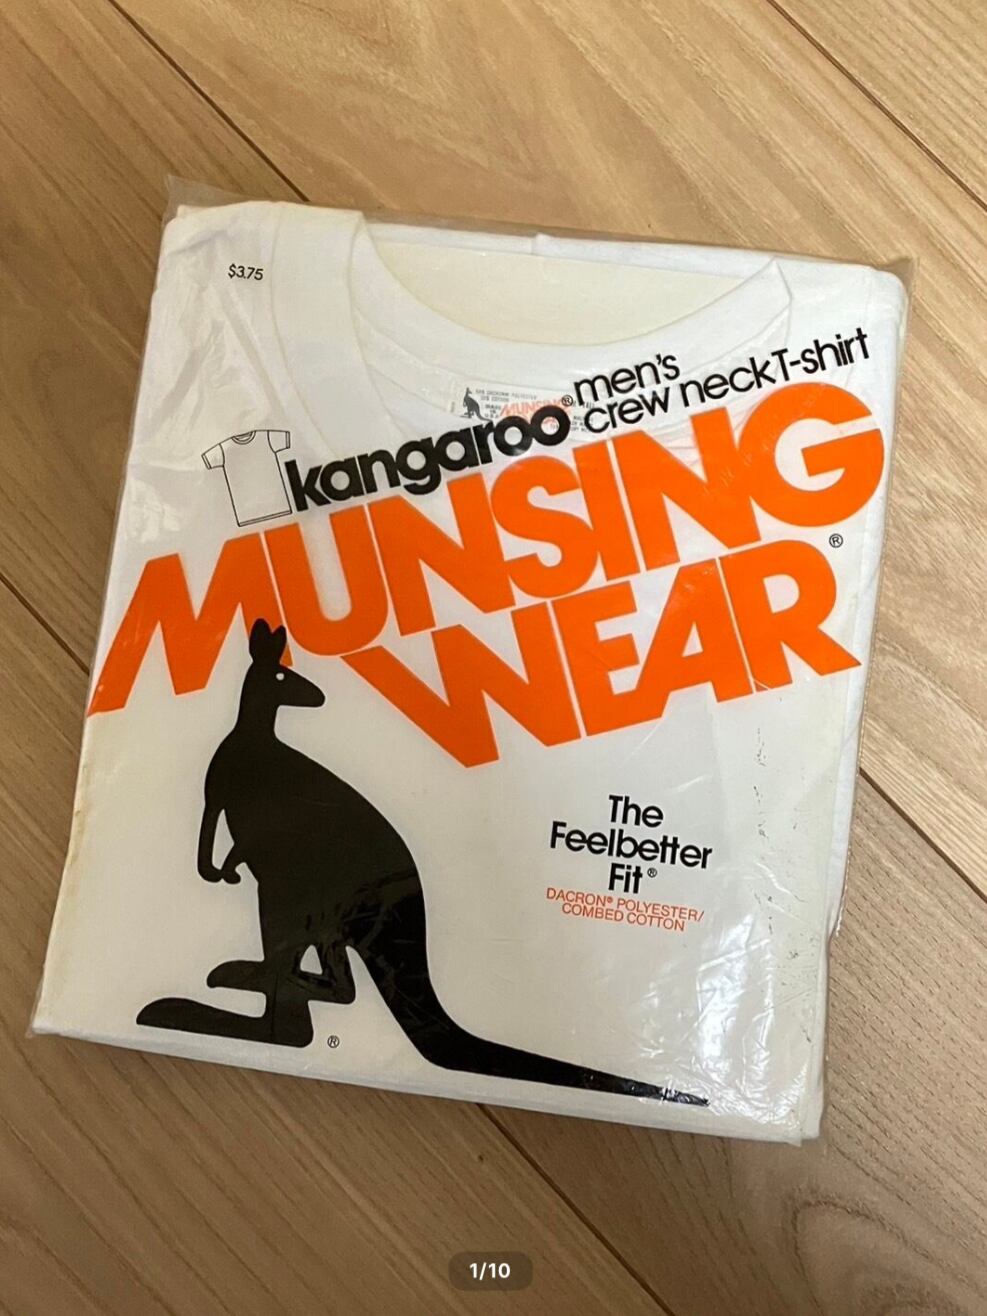 $3.75
men's
crew neck T-shirt
kangaroo®
MUNSING
WEAR®
The
Feelbetter
Fit®
DACRON® POLYESTER/
COMBED COTTON
®
1/10